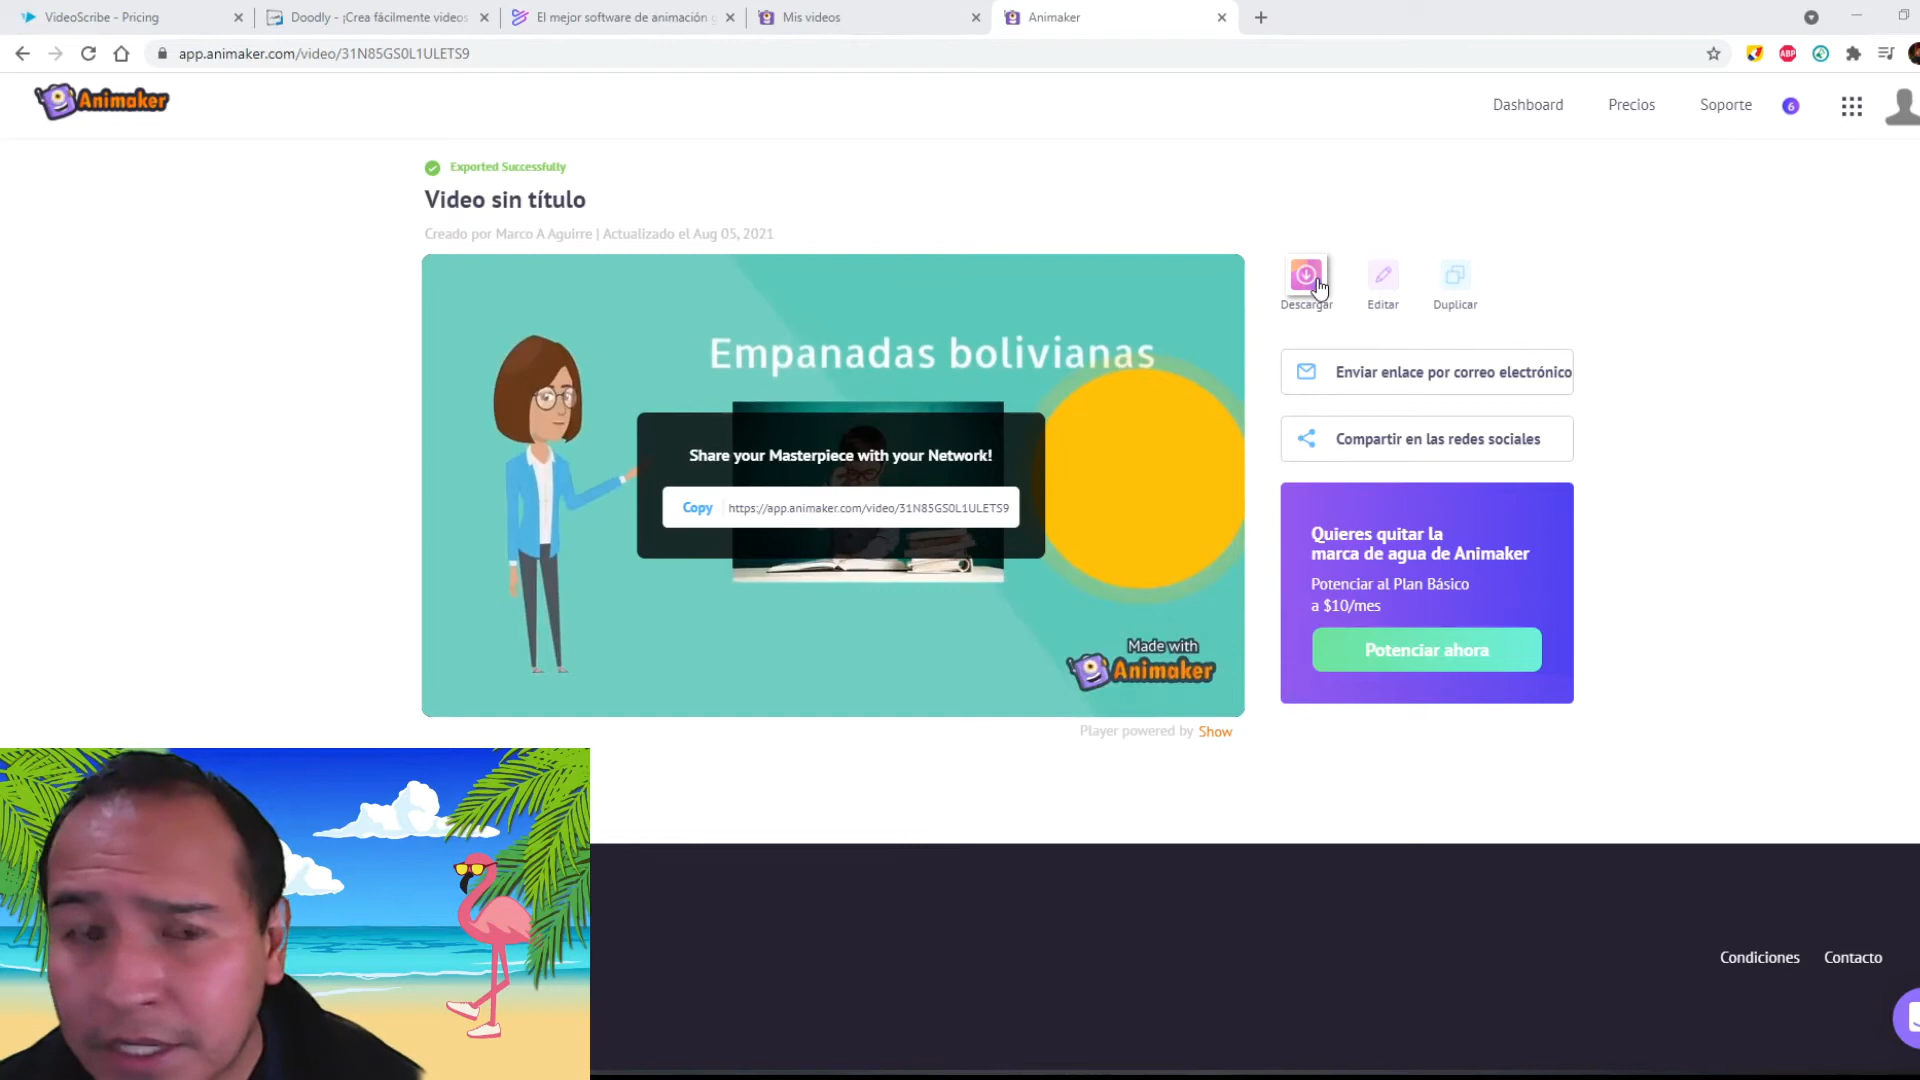 VideoScribe - Pricing
Doodly - ¡Crea fácilmente videos
El mejor software de animación
Mis videos
Animaker
app.animaker.com/video/31N85GS0L1ULETS9
ABP
Animaker
Dashboard
Precios
Soporte
6
Exported Successfully
Video sin título
Creado por Marco A Aguirre | Actualizado el Aug 05, 2021
Empanadas bolivianas
Share your Masterpiece with your Network!
Copy https://app.animaker.com/video/31N85GS0L1ULETS9
Made with
Animaker
Player powered by Show
Descargar
Editar
Duplicar
Enviar enlace por correo electrónico
Compartir en las redes sociales
Quieres quitar la
marca de agua de Animaker
Potenciar al Plan Básico
a $10/mes
Potenciar ahora
Condiciones
Contacto